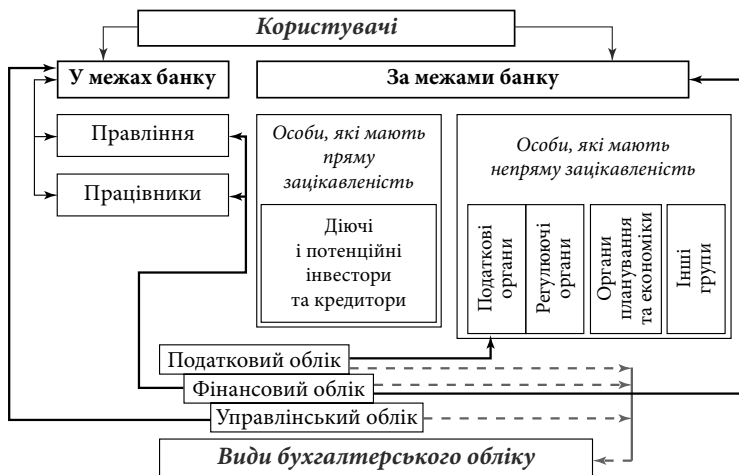 Користувачі
У межах банку
За межами банку
Правління
Працівники
Особи, які мають
пряму
зацікавленість
Діючі
і потенційні
інвестори
та кредитори
Особи, які мають
непряму зацікавленість
Податкові
органи
Регулюючі
органи
Органи
планування
та економіки
Інші
групи
Податковий облік
Фінансовий облік
Управлінський облік
Види бухгалтерського обліку